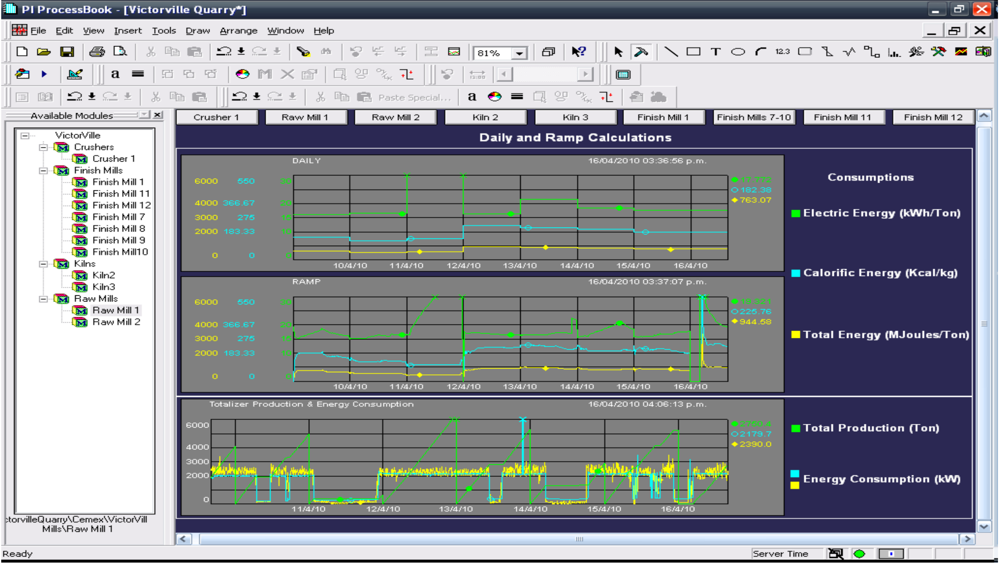 PI ProcessBook - [Victorville Quarry*]
File Edit View Insert Tools Draw Arrange Window Help
81%
12.3
12:00
Paste Special...
Available Modules
VictorVille
Crushers
Crusher 1
Finish Mills
Finish Mill 1
Finish Mill 11
Finish Mill 12
Finish Mill 7
Finish Mill 8
Finish Mill 9
Finish Mill10
Kilns
Kiln2
Kiln3
Raw Mills
Raw Mill 1
Raw Mill 2
ctorvilleQuarry\Cemex\VictorVill
Mills\Raw Mill 1
Crusher 1 Raw Mill 1 Raw Mill 2 Kiln 2 Kiln 3 Finish Mill 1 Finish Mills 7-10 Finish Mill 11 Finish Mill 12
Daily and Ramp Calculations
DAILY 16/04/2010 03:36:56 p.m.
6000 550 30
4000 366.67 20
3000 275 15
2000 183.33 10
0 0 0
17.772
182.38
763.07
10/4/10 11/4/10 12/4/10 13/4/10 14/4/10 15/4/10 16/4/10
RAMP 16/04/2010 03:37:07 p.m.
6000 550 30
4000 366.67 20
3000 275 15
2000 183.33 10
0 0 0
19.321
225.76
944.58
10/4/10 11/4/10 12/4/10 13/4/10 14/4/10 15/4/10 16/4/10
Consumptions
Electric Energy (kWh/Ton)
Calorific Energy (Kcal/kg)
Total Energy (MJoules/Ton)
Totalizer Production & Energy Consumption 16/04/2010 04:06:13 p.m.
6000
4000
3000
2000
0
2750.4
2179.7
2390.0
11/4/10 12/4/10 13/4/10 14/4/10 15/4/10 16/4/10
Total Production (Ton)
Energy Consumption (kW)
Ready Server Time